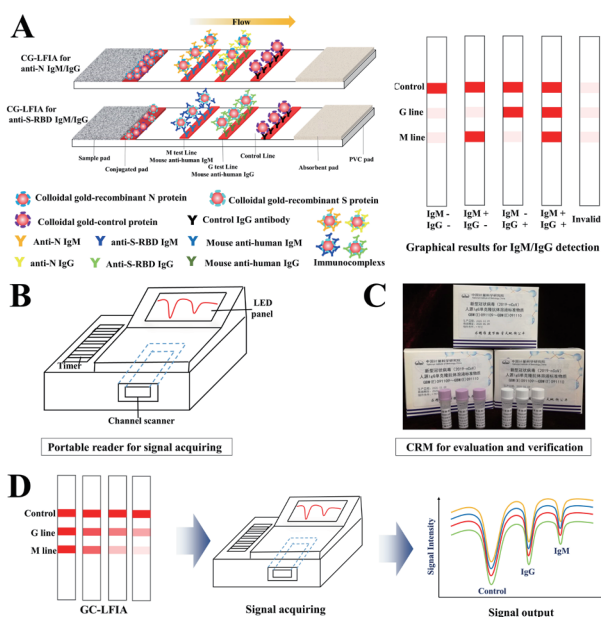 A
Flow
CG-LFIA for
anti-N IgM/IgG
CG-LFIA for
anti-S-RBD IgM/IgG
Sample pad
Conjugated pad
M test Line
Mouse anti-human IgM
G test Line
Mouse anti-human IgG
Control Line
Absorbent pad
PVC pad
Colloidal gold-recombinant N protein
Colloidal gold-recombinant S protein
Colloidal gold-control protein
Control IgG antibody
Anti-N IgM
anti-S-RBD IgM
Mouse anti-human IgM
anti-N IgG
Anti-S-RBD IgG
Mouse anti-human IgG
Immunocomplexs
Control
G line
M line
IgM -
IgG -
IgM +
IgG -
IgM -
IgG +
IgM +
IgG +
Invalid
Graphical results for IgM/IgG detection
B
LED
panel
Timer
Channel scanner
Portable reader for signal acquiring
C
CRM for evaluation and verification
D
Control
G line
M line
GC-LFIA
Signal acquiring
Signal Intensity
Control
IgG
IgM
Signal output